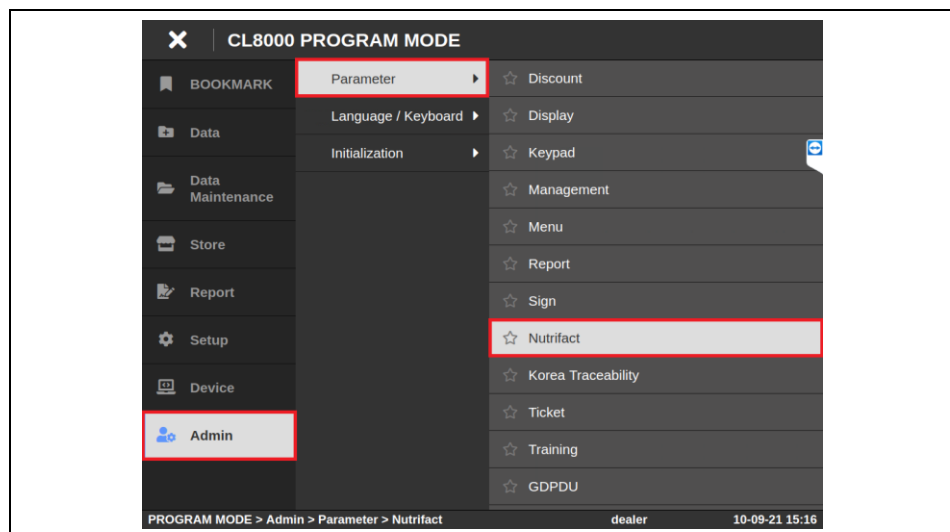 CL8000 PROGRAM MODE
BOOKMARK
Data
Data
Maintenance
Store
Report
Setup
Device
Admin
Parameter
Language / Keyboard
Initialization
Discount
Display
Keypad
Management
Menu
Report
Sign
Nutrifact
Korea Traceability
Ticket
Training
GDPDU
PROGRAM MODE > Admin > Parameter > Nutrifact dealer 10-09-21 15:16